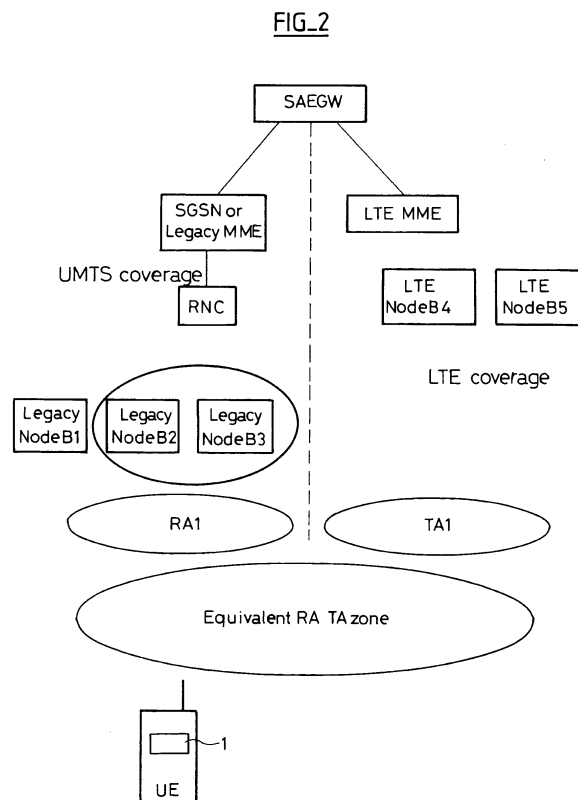 FIG_2
SAEGW
SGSN or
Legacy MME
LTE MME
UMTS coverage
RNC
LTE
NodeB4
LTE
NodeB5
LTE coverage
Legacy
NodeB1
Legacy
NodeB2
Legacy
NodeB3
RA1
TA1
Equivalent RA TA zone
1
UE